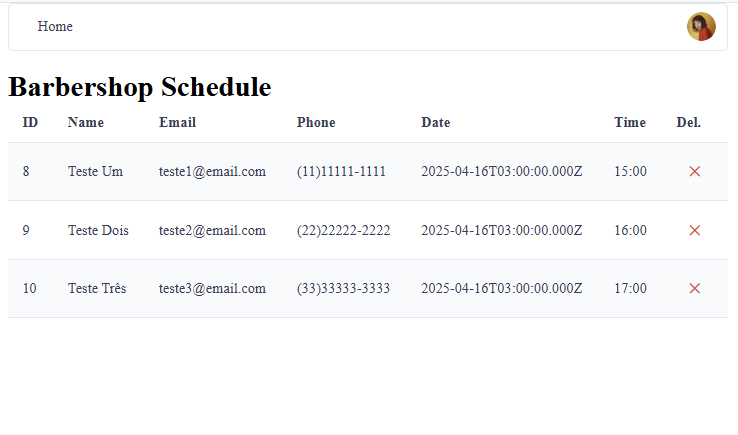 Home
Barbershop Schedule
ID Name Email Phone Date Time Del.
8 Teste Um teste1@email.com (11)11111-1111 2025-04-16T03:00:00.000Z 15:00
9 Teste Dois teste2@email.com (22)22222-2222 2025-04-16T03:00:00.000Z 16:00
10 Teste Três teste3@email.com (33)33333-3333 2025-04-16T03:00:00.000Z 17:00